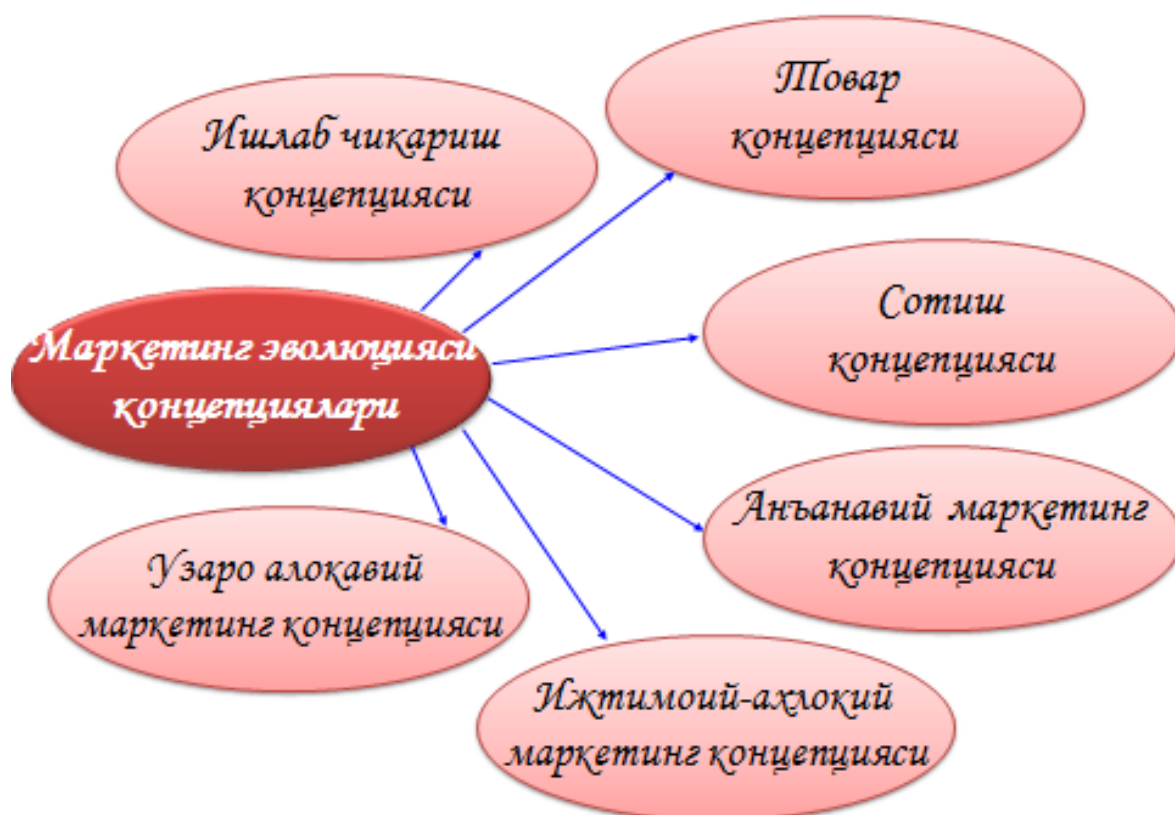 Ишлаб чикариш
концепцияси
Товар
концепцияси
Маркетинг эволюцияси
концепциялари
Сотиш
концепцияси
Анъанавий маркетинг
концепцияси
Узаро алокавий
маркетинг концепцияси
Ижтимоий-ахлокий
маркетинг концепцияси